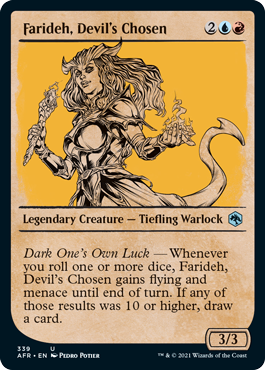 Farideh, Devil's Chosen 2
Legendary Creature — Tiefling Warlock
Dark One's Own Luck — Whenever
you roll one or more dice, Farideh,
Devil's Chosen gains flying and
menace until end of turn. If any of
those results was 10 or higher, draw
a card.
3/3
339 U
AFR • EN Pedro Potier
™ & © 2021 Wizards of the Coast